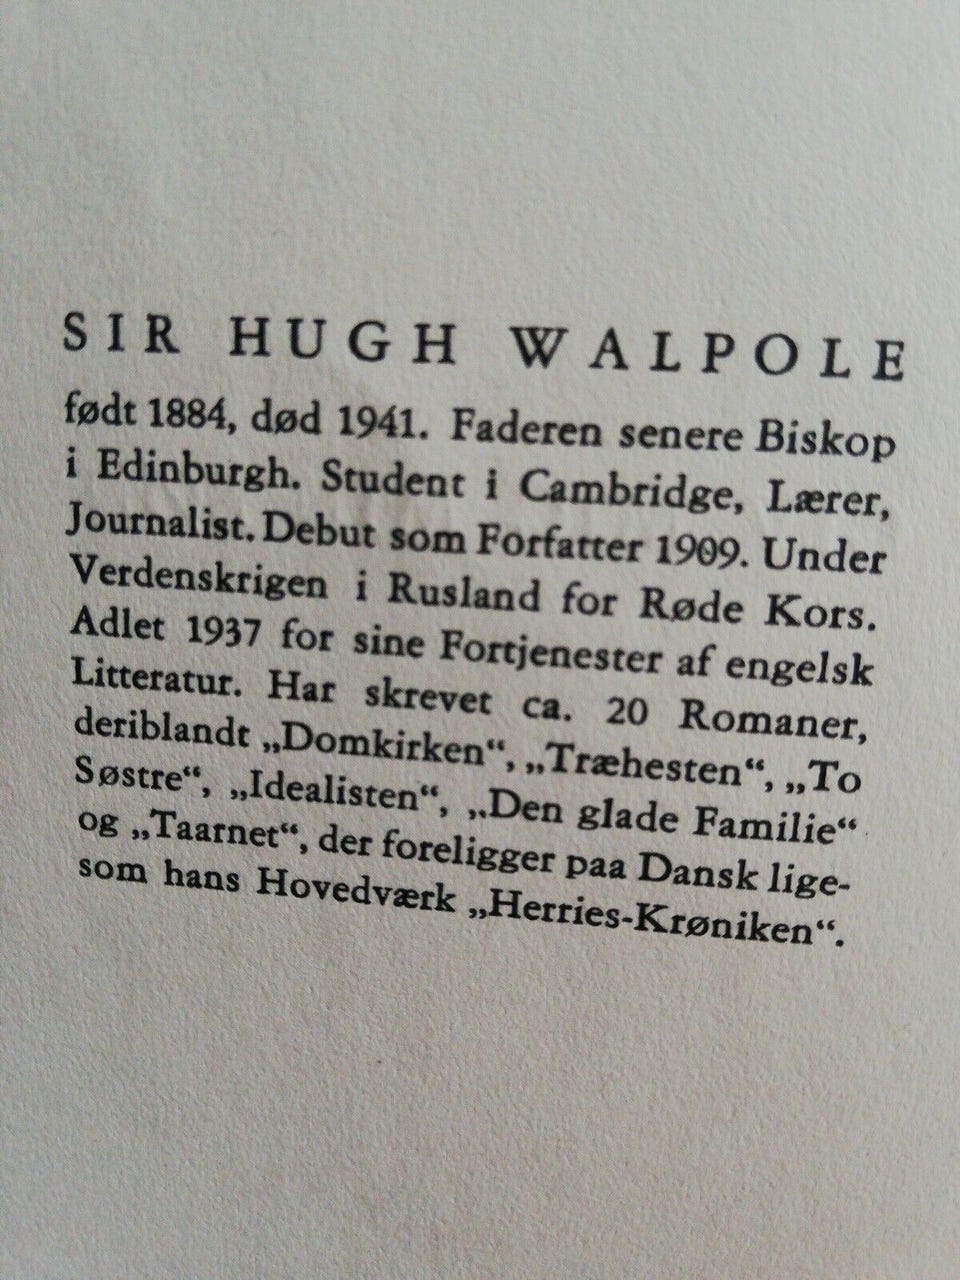 SIR HUGH WALPOLE
født 1884, død 1941. Faderen senere Biskop
i Edinburgh. Student i Cambridge, Lærer,
Journalist. Debut som Forfatter 1909. Under
Verdenskrigen i Rusland for Røde Kors.
Adlet 1937 for sine Fortjenester af engelsk
Litteratur. Har skrevet ca. 20 Romaner,
deriblandt „Domkirken“, „Træhesten“, „To
Søstre“, „Idealisten“, „Den glade Familie“
og „Taarnet“, der foreligger paa Dansk lige-
som hans Hovedværk „Herries-Krøniken“.